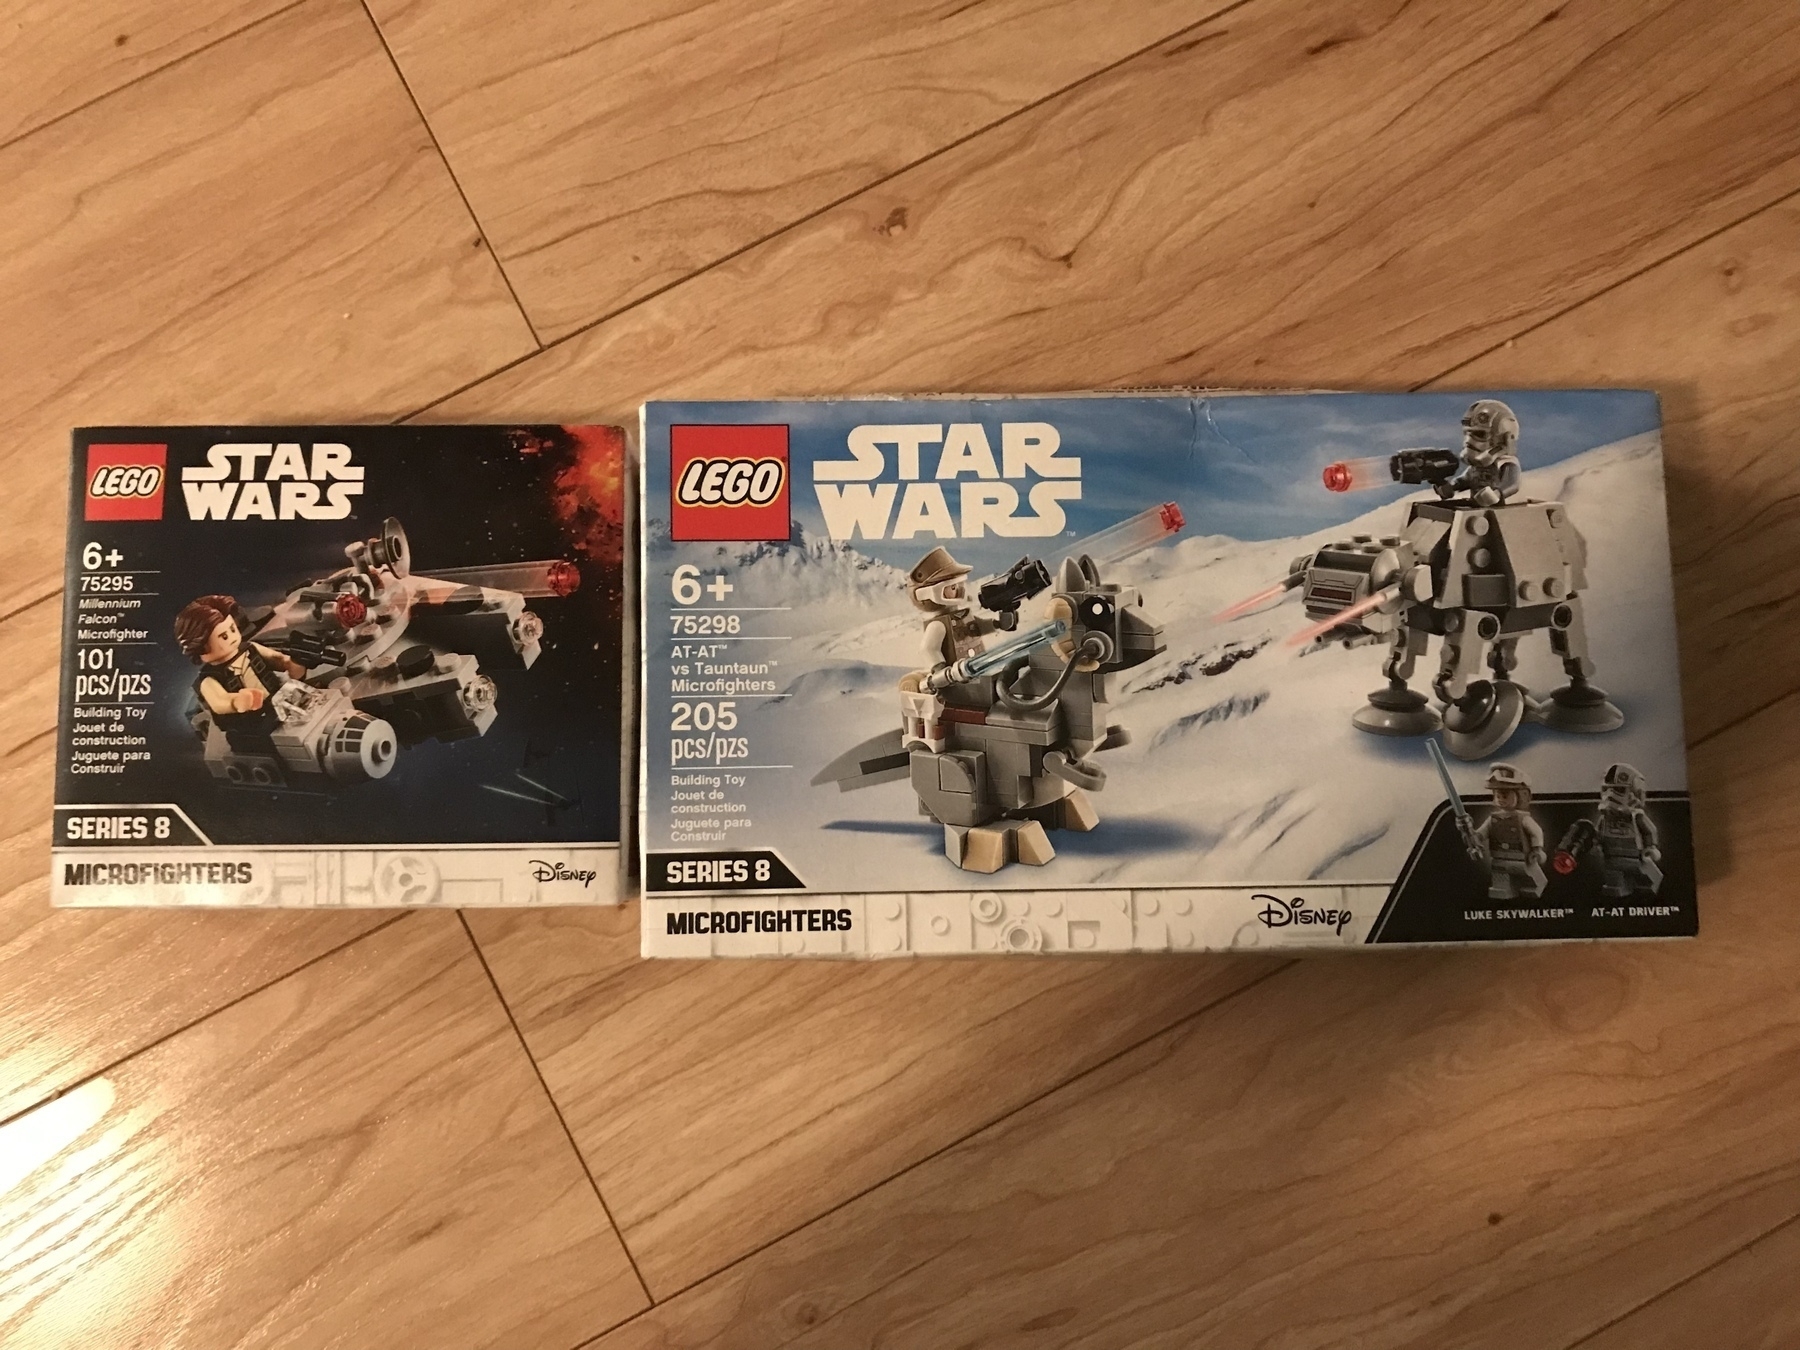 LEGO
STAR
WARS™
6+
75295
Millennium
Falcon™
Microfighter
101
pcs/pzs
Building Toy
Jouet de
construction
Juguete para
Construir
SERIES 8
MICROFIGHTERS
Disney
LEGO
STAR
WARS™
6+
75298
AT-AT™
vs Tauntaun™
Microfighters
205
pcs/pzs
Building Toy
Jouet de
construction
Juguete para
Construir
SERIES 8
MICROFIGHTERS
Disney
LUKE SKYWALKER™
AT-AT DRIVER™